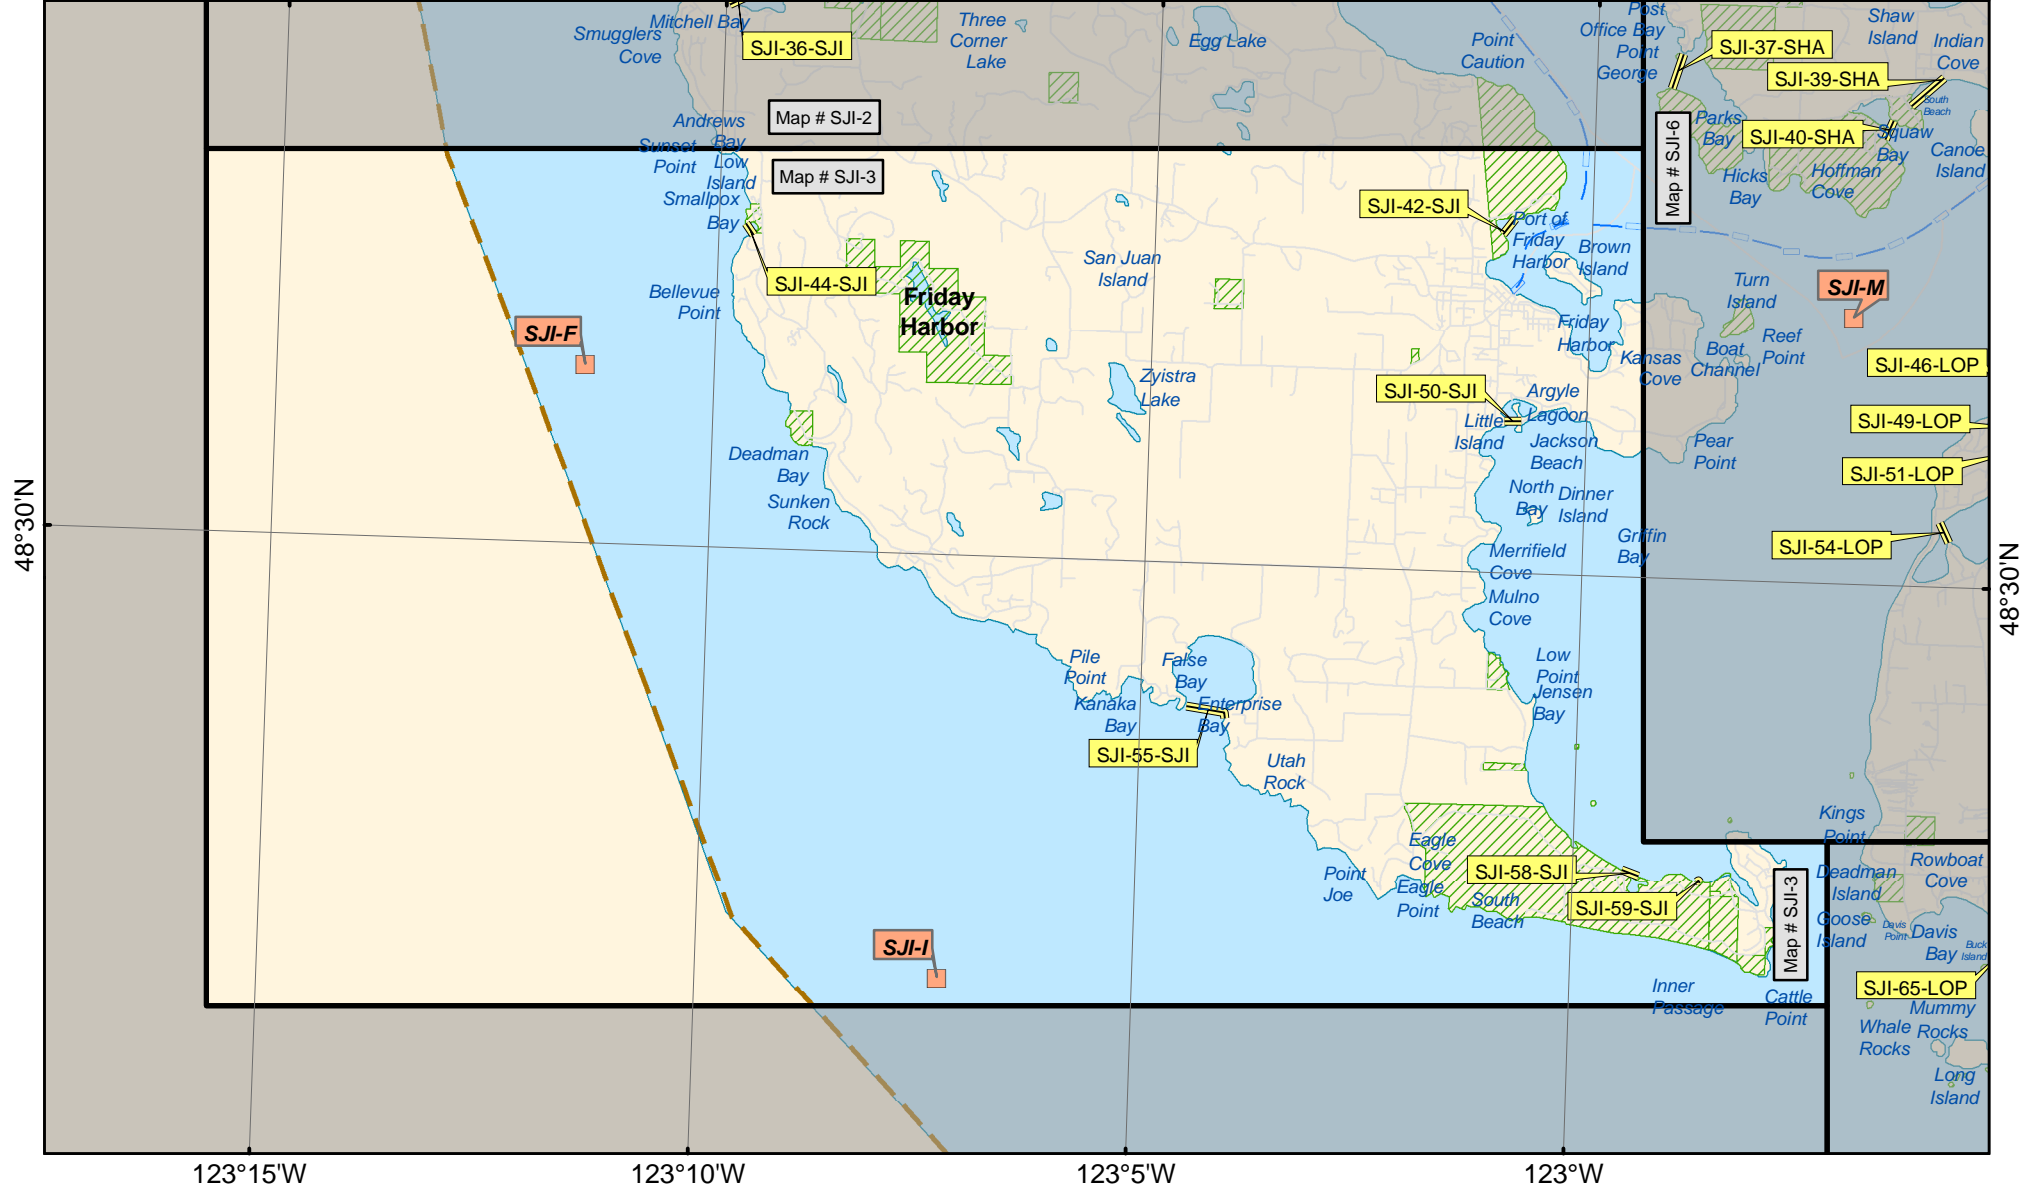 Mitchell Bay
Smugglers
Cove
SJI-36-SJI
Three
Corner
Lake
Egg Lake
Point
Caution
Post
Office Bay
Point
George
SJI-37-SHA
Shaw
Island
Indian
Cove
SJI-39-SHA
South
Beach
Map # SJI-2
Andrews
Bay
Sunset
Point
Low
Island
Map # SJI-3
Smallpox
Bay
Map # SJI-6
Parks
Bay
SJI-40-SHA
Squaw
Bay
Canoe
Island
Hicks
Bay
Hoffman
Cove
SJI-42-SJI
Port of
Friday
Harbor
Brown
Island
San Juan
Island
SJI-44-SJI
Bellevue
Point
Friday
Harbor
SJI-F
Turn
Island
SJI-M
Friday
Harbor
Reef
Point
Boat
Channel
Kansas
Cove
SJI-46-LOP
Zyistra
Lake
SJI-50-SJI
Argyle
Lagoon
Little
Island
Jackson
Beach
SJI-49-LOP
Pear
Point
SJI-51-LOP
Deadman
Bay
Sunken
Rock
North
Bay
Dinner
Island
Griffin
Bay
SJI-54-LOP
48°30'N
48°30'N
Merrifield
Cove
Mulno
Cove
Pile
Point
False
Bay
Low
Point
Jensen
Bay
Kanaka
Bay
Enterprise
Bay
SJI-55-SJI
Utah
Rock
Kings
Point
Eagle
Cove
SJI-58-SJI
Point
Joe
Eagle
Point
South
Beach
SJI-59-SJI
Map # SJI-3
Deadman
Island
Rowboat
Cove
Goose
Island
Davis
Point
Davis
Bay
Buck
Island
SJI-I
SJI-65-LOP
Inner
Passage
Cattle
Point
Mummy
Rocks
Whale
Rocks
Long
Island
123°15'W
123°10'W
123°5'W
123°W